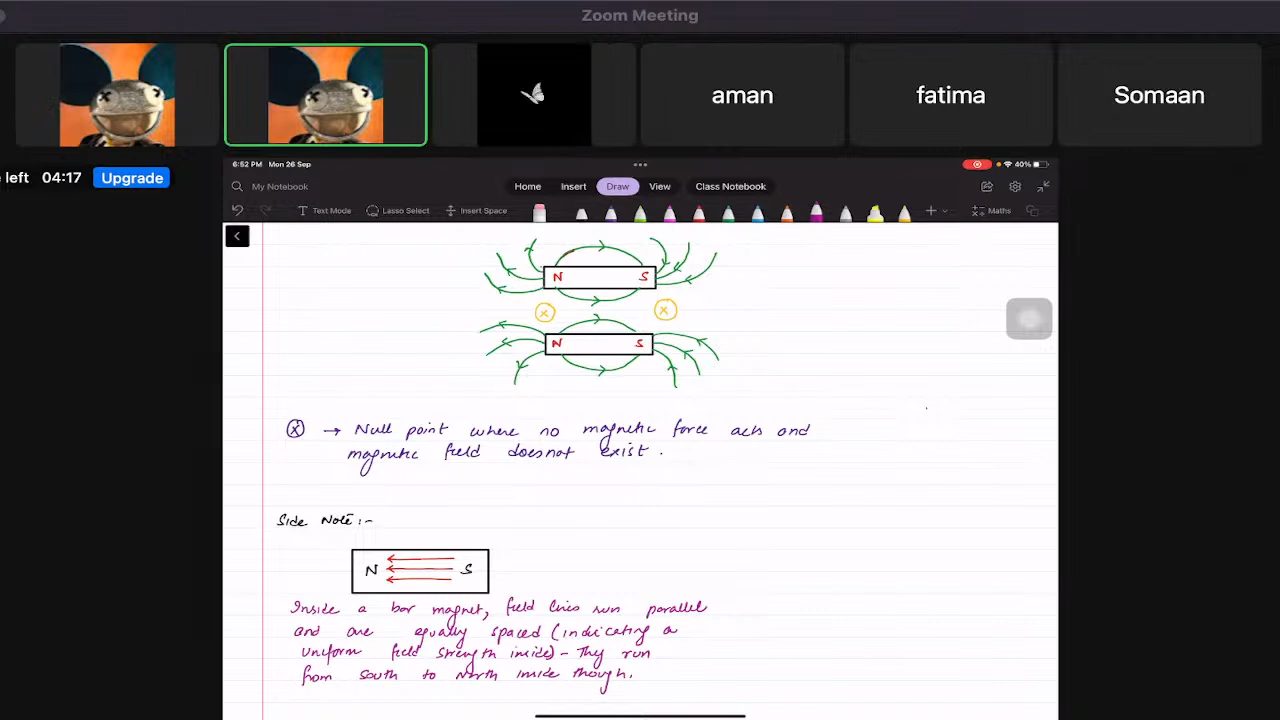 Zoom Meeting
aman
fatima
Somaan
left 04:17 Upgrade
6:52 PM Mon 26 Sep
40%
My Notebook
Home Insert Draw View Class Notebook
Text Mode Lasso Select Insert Space Maths
N S
x x
N S
x → Null point where no magnetic force acts and
magnetic field doesnot exist.
Side Note:-
N S
Inside a bar magnet, field lines run parallel
and are equally spaced (indicating a
uniform field strength inside) - They run
from south to North inside though.